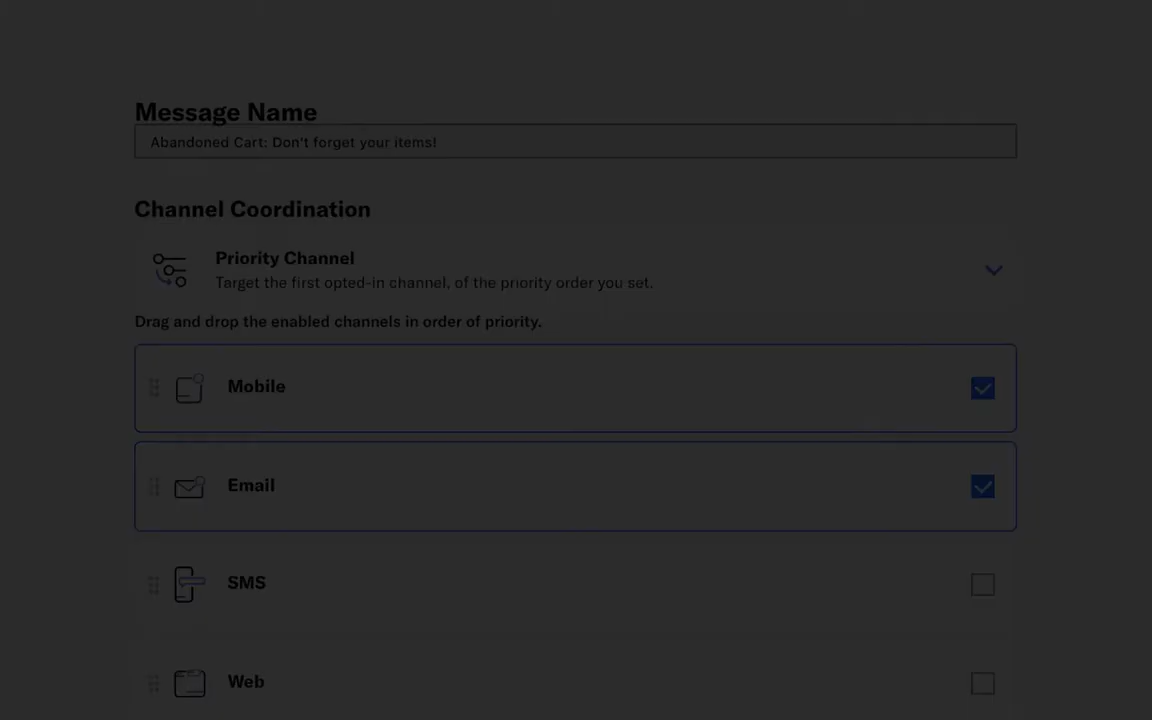 Message Name
Abandoned Cart: Don't forget your items!
Channel Coordination
Priority Channel
Target the first opted-in channel, of the priority order you set.
Drag and drop the enabled channels in order of priority.
Mobile
Email
SMS
Web